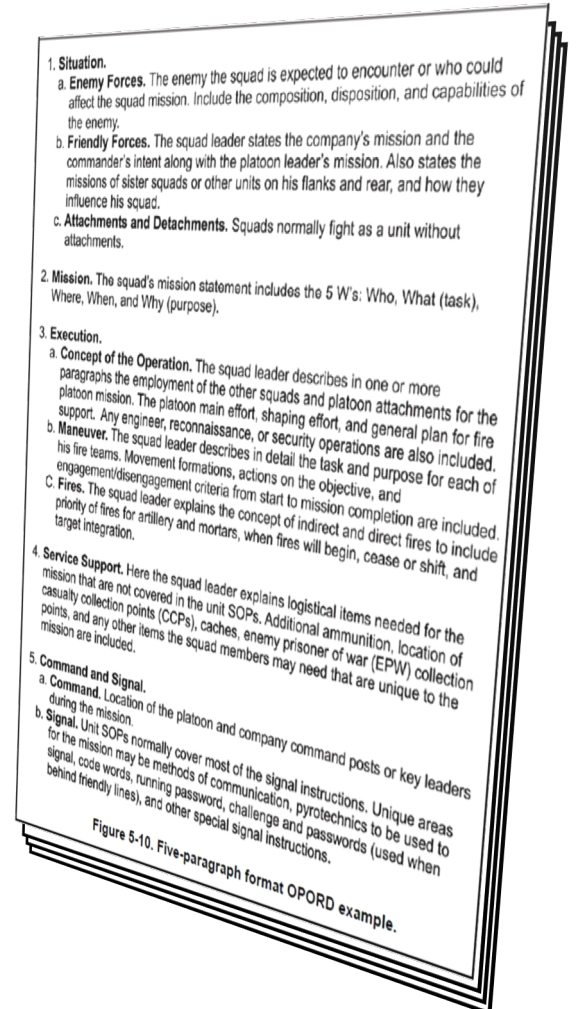 1. Situation.
a. Enemy Forces. The enemy the squad is expected to encounter or who could
affect the squad mission. Include the composition, disposition, and capabilities of
the enemy.
b. Friendly Forces. The squad leader states the company's mission and the
commander's intent along with the platoon leader's mission. Also states the
missions of sister squads or other units on his flanks and rear, and how they
influence his squad.
c. Attachments and Detachments. Squads normally fight as a unit without
attachments.
2. Mission. The squad's mission statement includes the 5 W's: Who, What (task),
Where, When, and Why (purpose).
3. Execution.
a. Concept of the Operation. The squad leader describes in one or more
paragraphs the employment of the other squads and platoon attachments for the
platoon mission. The platoon main effort, shaping effort, and general plan for fire
support. Any engineer, reconnaissance, or security operations are also included.
b. Maneuver. The squad leader describes in detail the task and purpose for each of
his fire teams. Movement formations, actions on the objective, and
engagement/disengagement criteria from start to mission completion are included.
C. Fires. The squad leader explains the concept of indirect and direct fires to include
priority of fires for artillery and mortars, when fires will begin, cease or shift, and
target integration.
4. Service Support. Here the squad leader explains logistical items needed for the
mission that are not covered in the unit SOPs. Additional ammunition, location of
casualty collection points (CCPs), caches, enemy prisoner of war (EPW) collection
points, and any other items the squad members may need that are unique to the
mission are included.
5. Command and Signal.
a. Command. Location of the platoon and company command posts or key leaders
during the mission.
b. Signal. Unit SOPs normally cover most of the signal instructions. Unique areas
for the mission may be methods of communication, pyrotechnics to be used to
signal, code words, running password, challenge and passwords (used when
behind friendly lines), and other special signal instructions.
Figure 5-10. Five-paragraph format OPORD example.